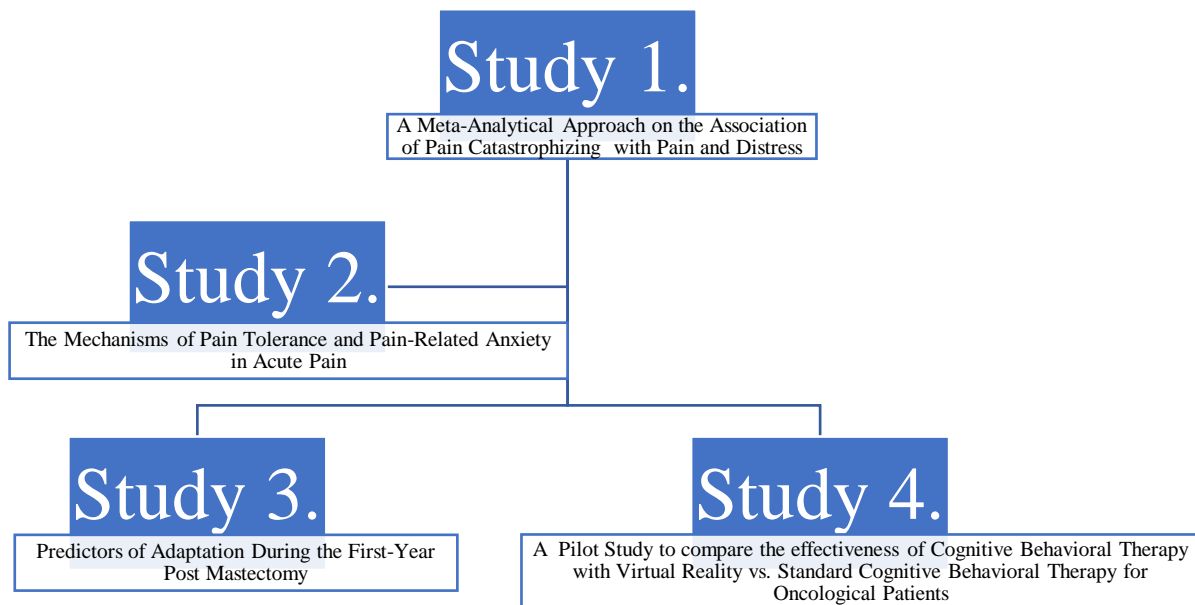 Study 1.
A Meta-Analytical Approach on the Association
of Pain Catastrophizing with Pain and Distress
Study 2.
The Mechanisms of Pain Tolerance and Pain-Related Anxiety
in Acute Pain
Study 3.
Predictors of Adaptation During the First-Year
Post Mastectomy
Study 4.
A Pilot Study to compare the effectiveness of Cognitive Behavioral Therapy
with Virtual Reality vs. Standard Cognitive Behavioral Therapy for
Oncological Patients